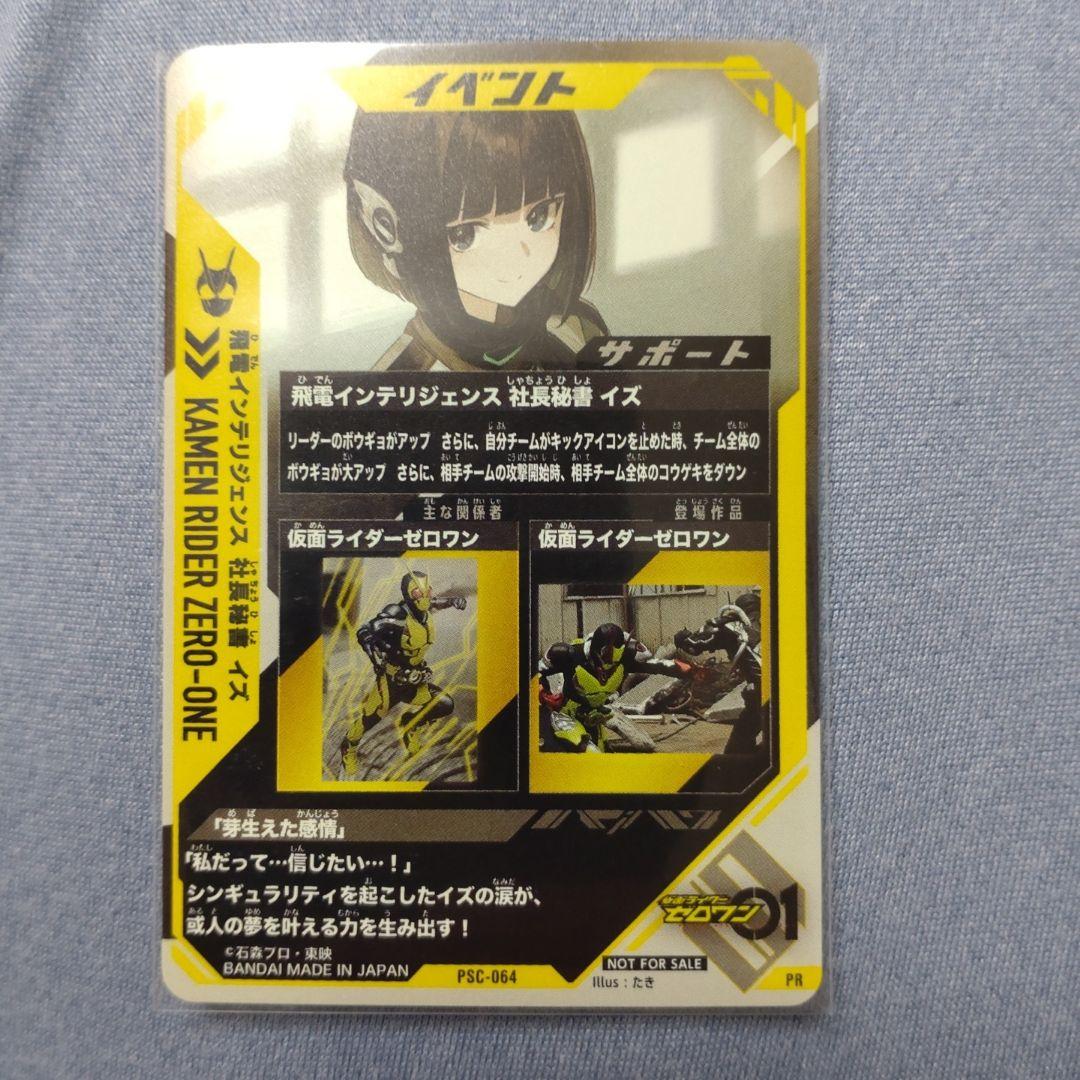 イベント
サポート
飛電インテリジェンス 社長秘書 イズ
リーダーのボウギョがアップ さらに、自分チームがキックアイコンを止めた時、チーム全体の
ボウギョが大アップ さらに、相手チームの攻撃開始時、相手チーム全体のコウゲキをダウン
主な関係者
登場作品
仮面ライダーゼロワン
仮面ライダーゼロワン
飛電インテリジェンス 社長秘書 イズ
KAMEN RIDER ZERO-ONE
「芽生えた感情」
「私だって…信じたい…！」
シンギュラリティを起こしたイズの涙が、
或人の夢を叶える力を生み出す！
©石森プロ・東映
BANDAI MADE IN JAPAN
PSC-064
仮面ライダー
ゼロワン
01
NOT FOR SALE
Illus：たき
PR